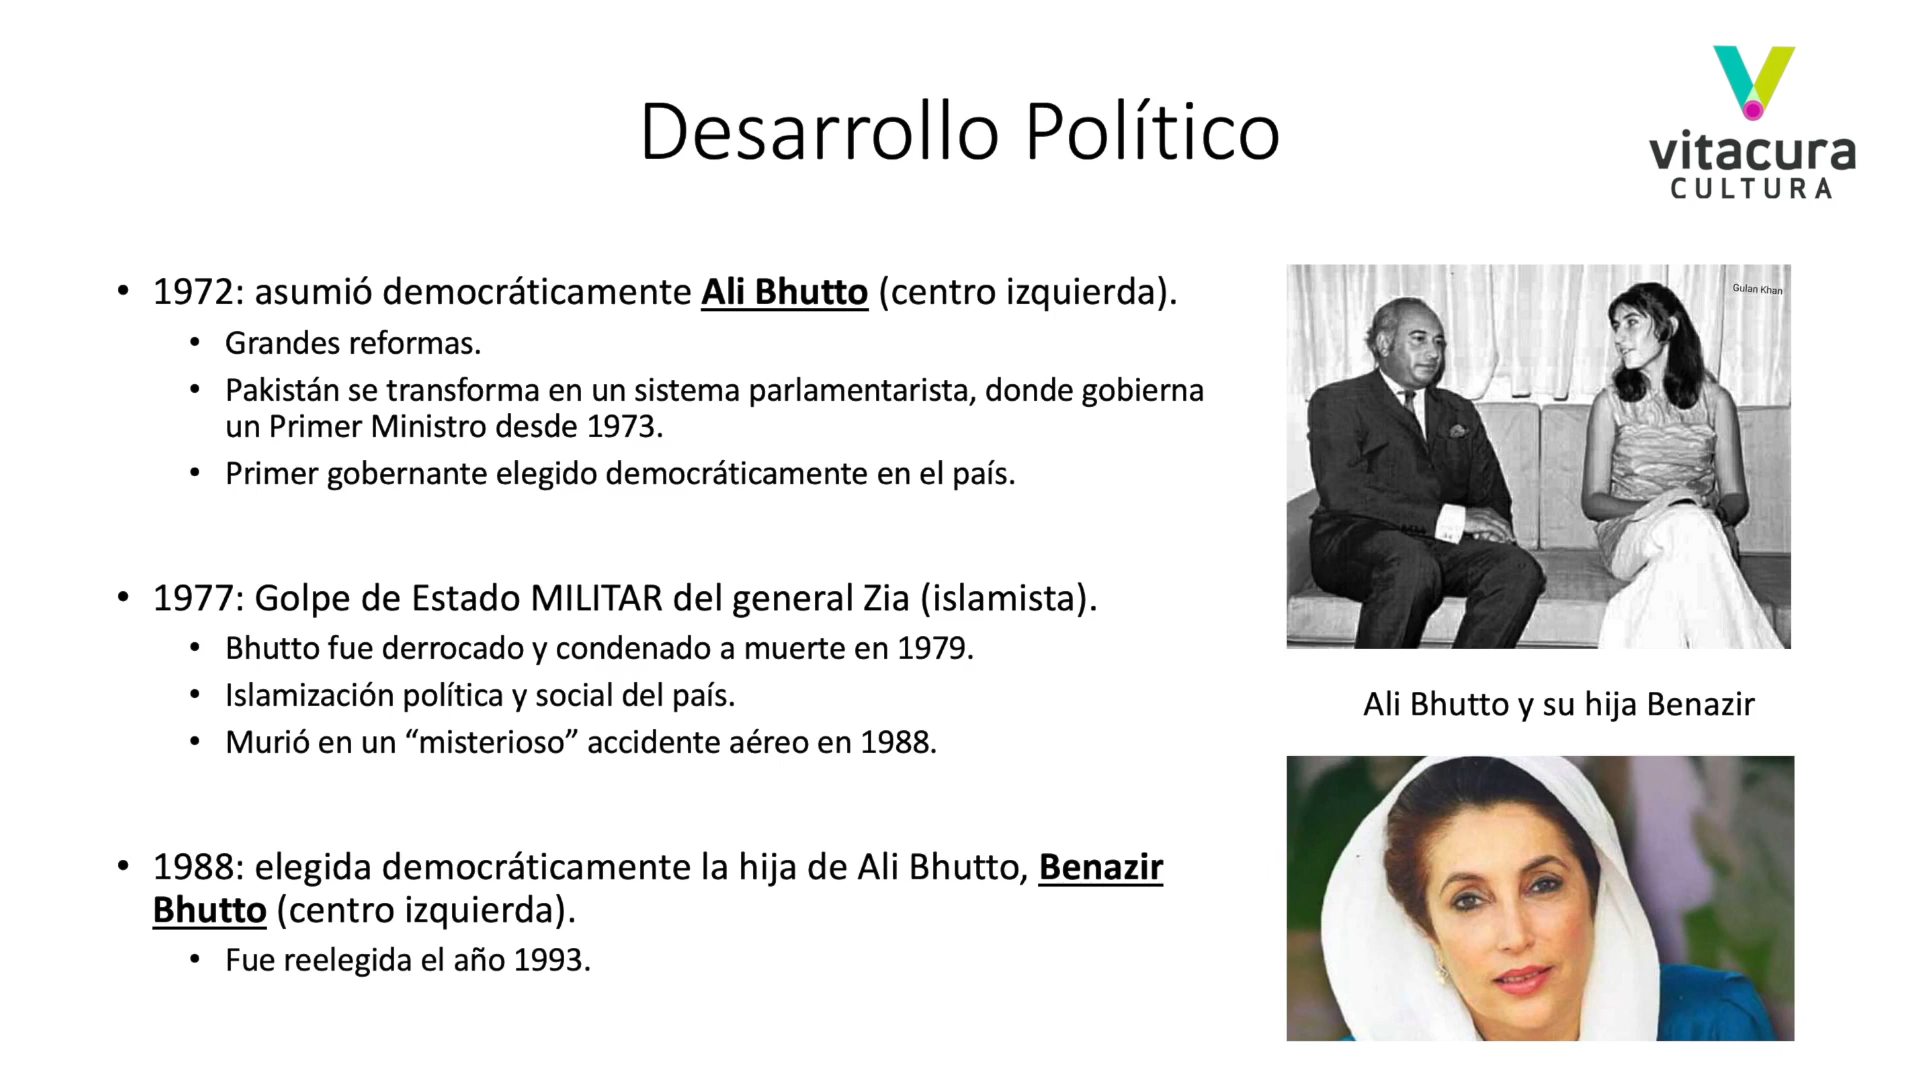 Desarrollo Político
vitacura
CULTURA
• 1972: asumió democráticamente Ali Bhutto (centro izquierda).
• Grandes reformas.
• Pakistán se transforma en un sistema parlamentarista, donde gobierna
un Primer Ministro desde 1973.
• Primer gobernante elegido democráticamente en el país.
• 1977: Golpe de Estado MILITAR del general Zia (islamista).
• Bhutto fue derrocado y condenado a muerte en 1979.
• Islamización política y social del país.
• Murió en un “misterioso” accidente aéreo en 1988.
• 1988: elegida democráticamente la hija de Ali Bhutto, Benazir
Bhutto (centro izquierda).
• Fue reelegida el año 1993.
Gulan Khan
Ali Bhutto y su hija Benazir